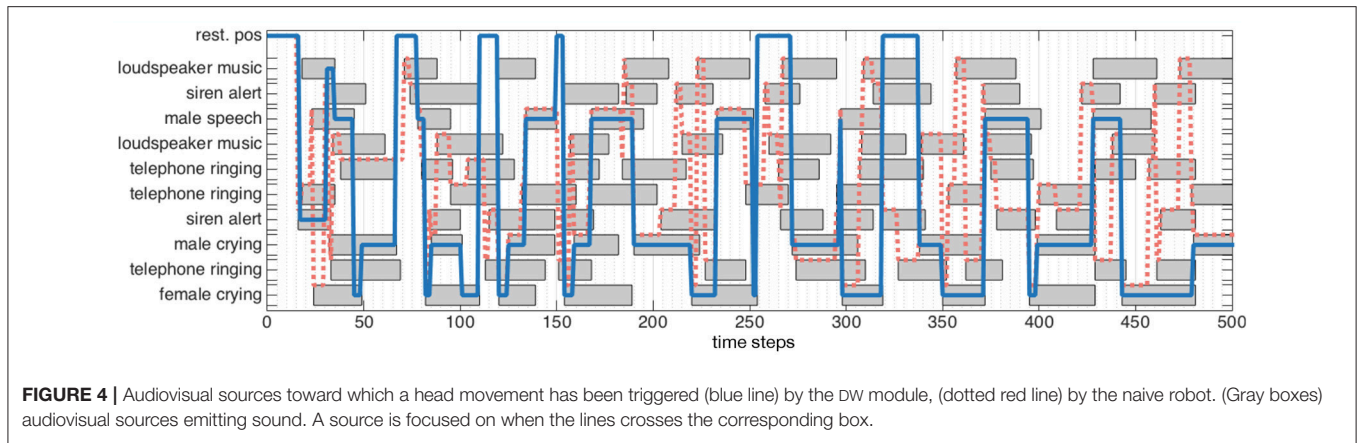 rest. pos
loudspeaker music
siren alert
male speech
loudspeaker music
telephone ringing
telephone ringing
siren alert
male crying
telephone ringing
female crying
0 50 100 150 200 250 300 350 400 450 500
time steps
FIGURE 4 | Audiovisual sources toward which a head movement has been triggered (blue line) by the DW module, (dotted red line) by the naive robot. (Gray boxes)
audiovisual sources emitting sound. A source is focused on when the lines crosses the corresponding box.